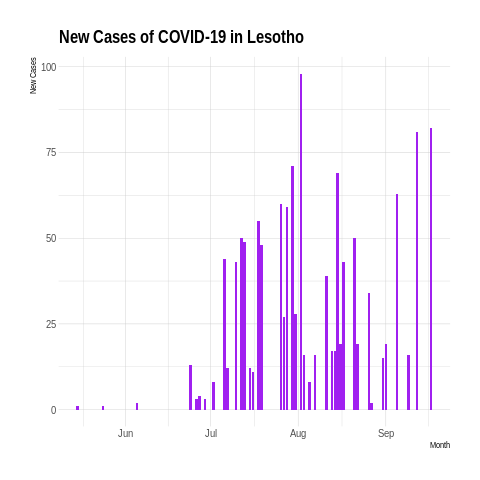 New Cases of COVID-19 in Lesotho
New Cases
100
75
50
25
0
Jun Jul Aug Sep
Month